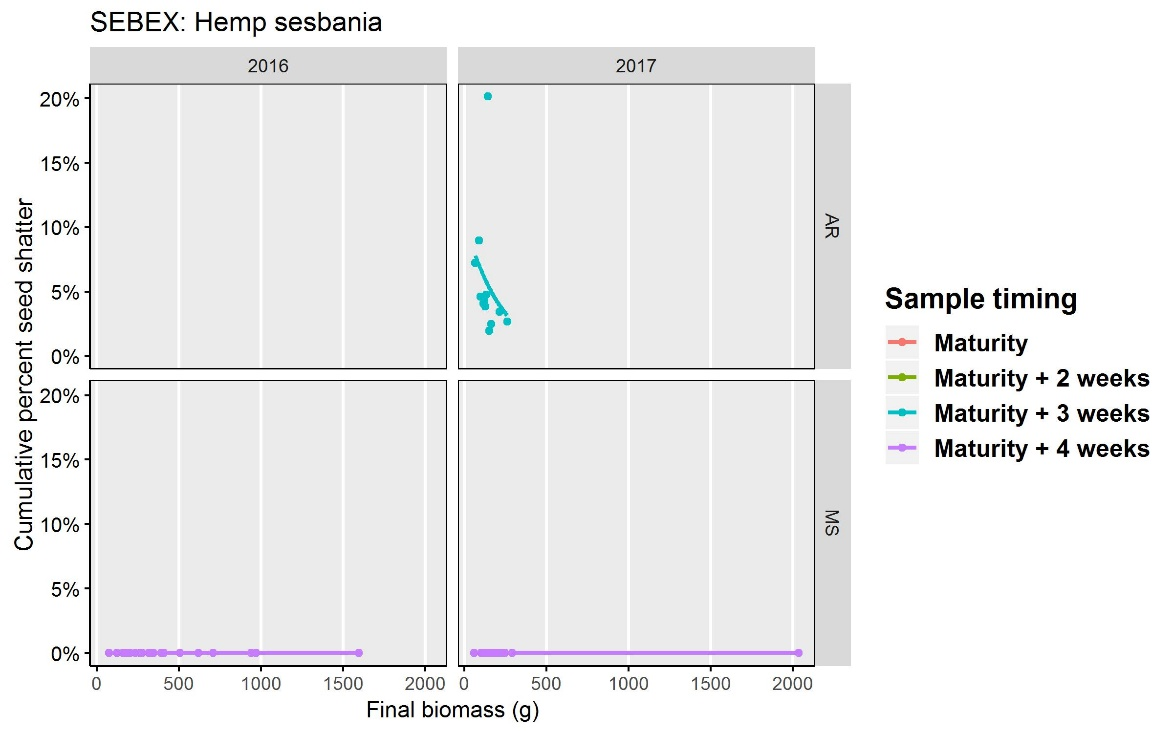 SEBEX: Hemp sesbania
2016
2017
Cumulative percent seed shatter
20%
15%
10%
5%
0%
AR
20%
15%
10%
5%
0%
MS
0 500 1000 1500 2000
0 500 1000 1500 2000
Final biomass (g)
Sample timing
Maturity
Maturity + 2 weeks
Maturity + 3 weeks
Maturity + 4 weeks